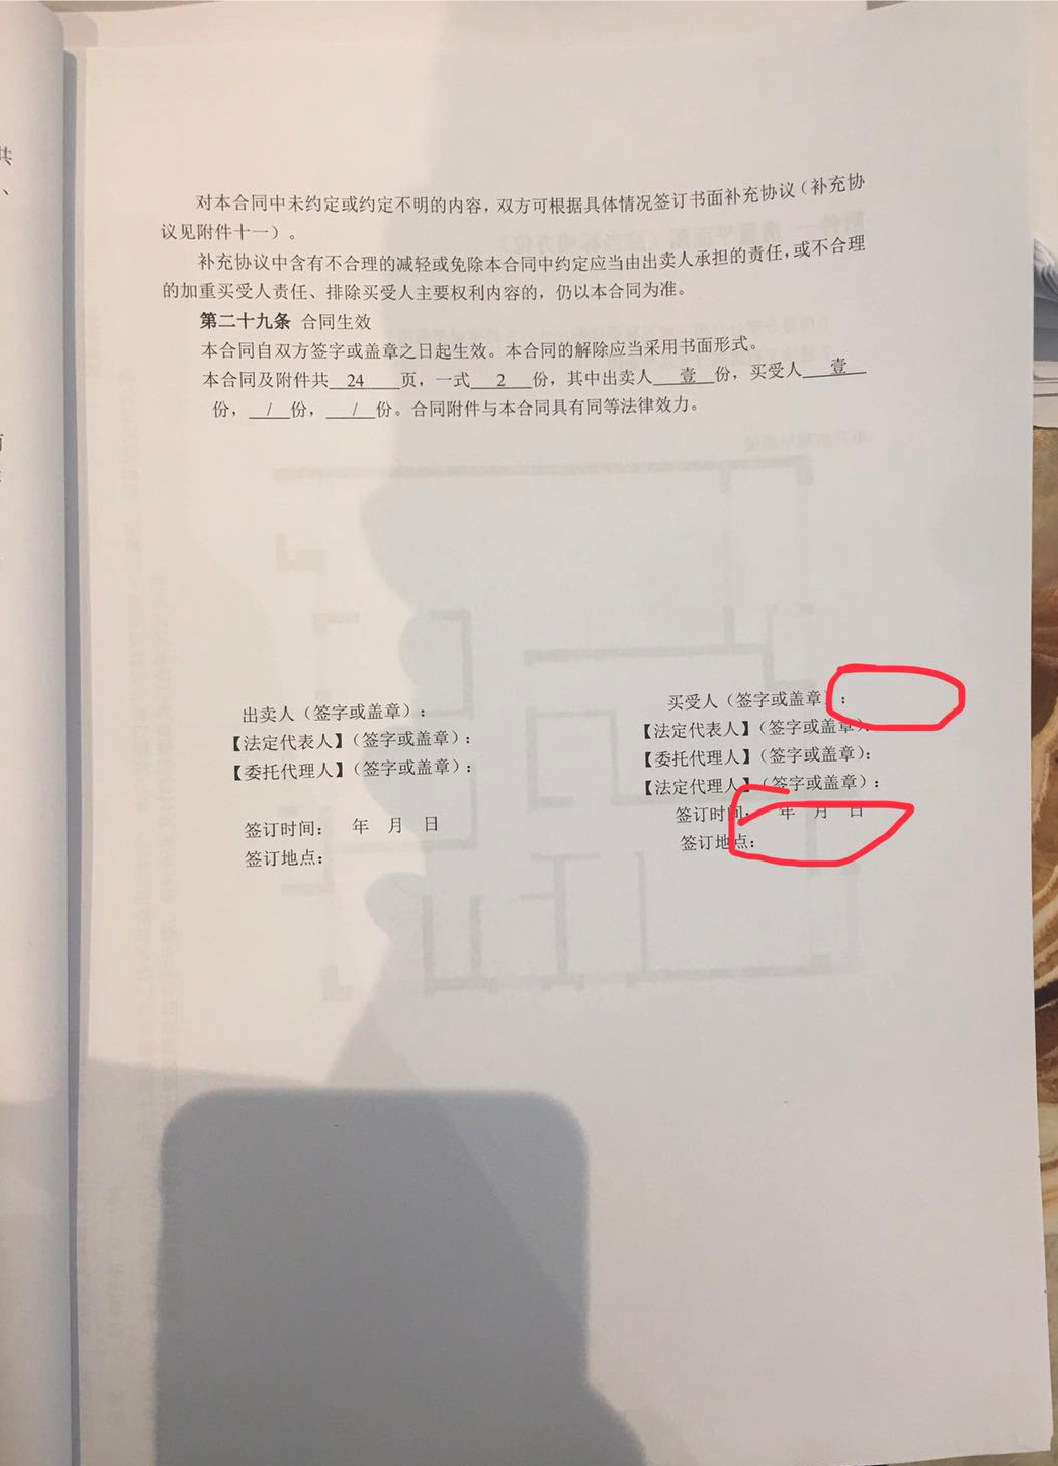 共
、
对本合同中未约定或约定不明的内容，双方可根据具体情况签订书面补充协议（补充协
议见附件十一）。
补充协议中含有不合理的减轻或免除本合同中约定应当由出卖人承担的责任，或不合理
的加重买受人责任、排除买受人主要权利内容的，仍以本合同为准。
第二十九条 合同生效
本合同自双方签字或盖章之日起生效。本合同的解除应当采用书面形式。
本合同及附件共 24 页，一式 2 份，其中出卖人 壹 份，买受人 壹
份， / 份， / 份。合同附件与本合同具有同等法律效力。
出卖人（签字或盖章）：
【法定代表人】（签字或盖章）：
【委托代理人】（签字或盖章）：
签订时间： 年 月 日
签订地点：
买受人（签字或盖章）：
【法定代表人】（签字或盖章）：
【委托代理人】（签字或盖章）：
【法定代理人】（签字或盖章）：
签订时间： 年 月 日
签订地点：